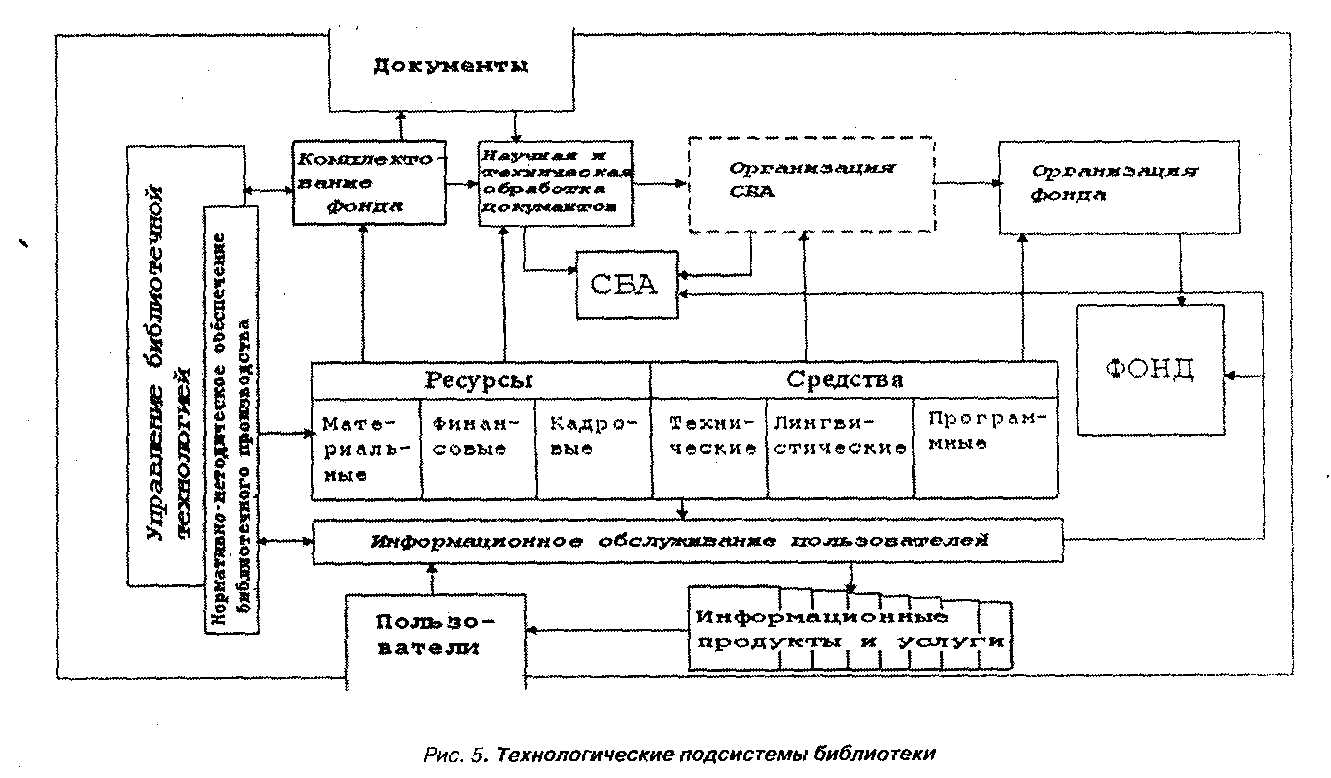 Документы
Комплекто-
вание
фонда
Научная и
техническая
обработка
документов
Организация
СБА
Организация
фонда
Управление библиотечной
технологией
Нормативно-методическое обеспечение
библиотечного производства
СБА
ФОНД
Ресурсы
Средства
Мате-
риаль-
ные
Финан-
совые
Кадро-
вые
Техни-
ческие
Лингви-
стические
Програм-
мные
Информационное обслуживание пользователей
Пользо-
ватели
Информационные
продукты и услуги
Рис. 5. Технологические подсистемы библиотеки